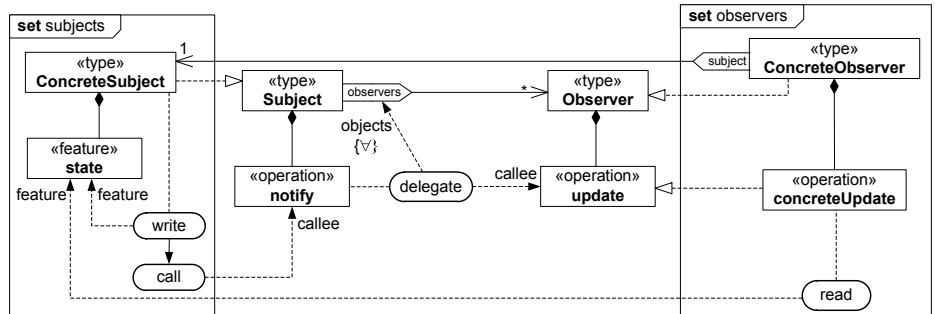 set subjects
set observers
1
«type»
ConcreteSubject
subject
«type»
ConcreteObserver
«type»
Subject
observers
*
«type»
Observer
objects
{∀}
«feature»
state
feature
feature
«operation»
notify
delegate
callee
«operation»
update
«operation»
concreteUpdate
callee
write
call
read